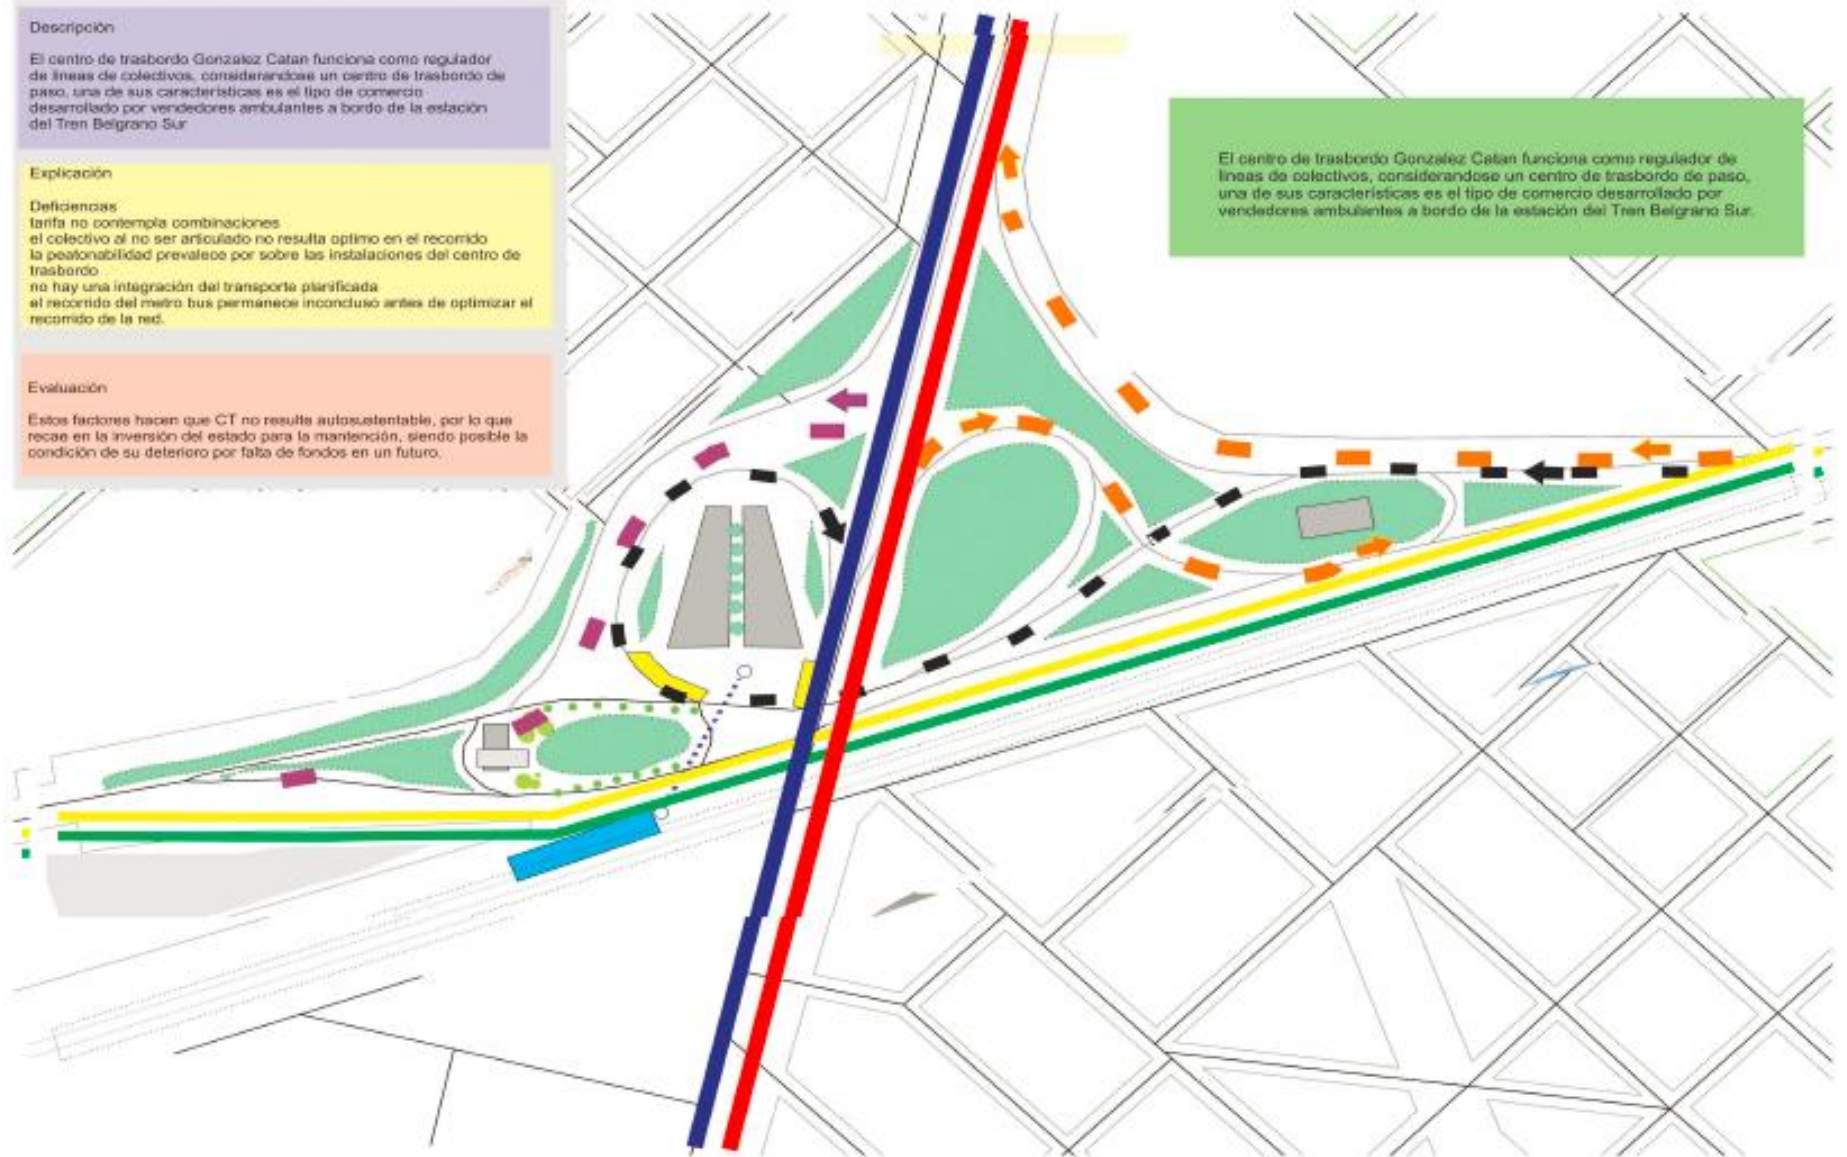 Descripción
El centro de trasbordo Gonzalez Catan funciona como regulador
de lineas de colectivos, considerandose un centro de trasbordo de
paso, una de sus características es el tipo de comercio
desarrollado por vendedores ambulantes a bordo de la estación
del Tren Belgrano Sur
Explicación
Deficiencias
tarifa no contempla combinaciones
el colectivo al no ser articulado no resulta optimo en el recorrido
la peatonabilidad prevalece por sobre las instalaciones del centro de
trasbordo
no hay una integración del transporte planificada
el recorrido del metro bus permanece inconcluso antes de optimizar el
recorrido de la red.
Evaluación
Estos factores hacen que CT no resulte autosustentable, por lo que
recae en la inversión del estado para la mantención, siendo posible la
condición de su deterioro por falta de fondos en un futuro.
El centro de trasbordo Gonzalez Catan funciona como regulador de
lineas de colectivos, considerandose un centro de trasbordo de paso,
una de sus características es el tipo de comercio desarrollado por
vendedores ambulantes a bordo de la estación del Tren Belgrano Sur.